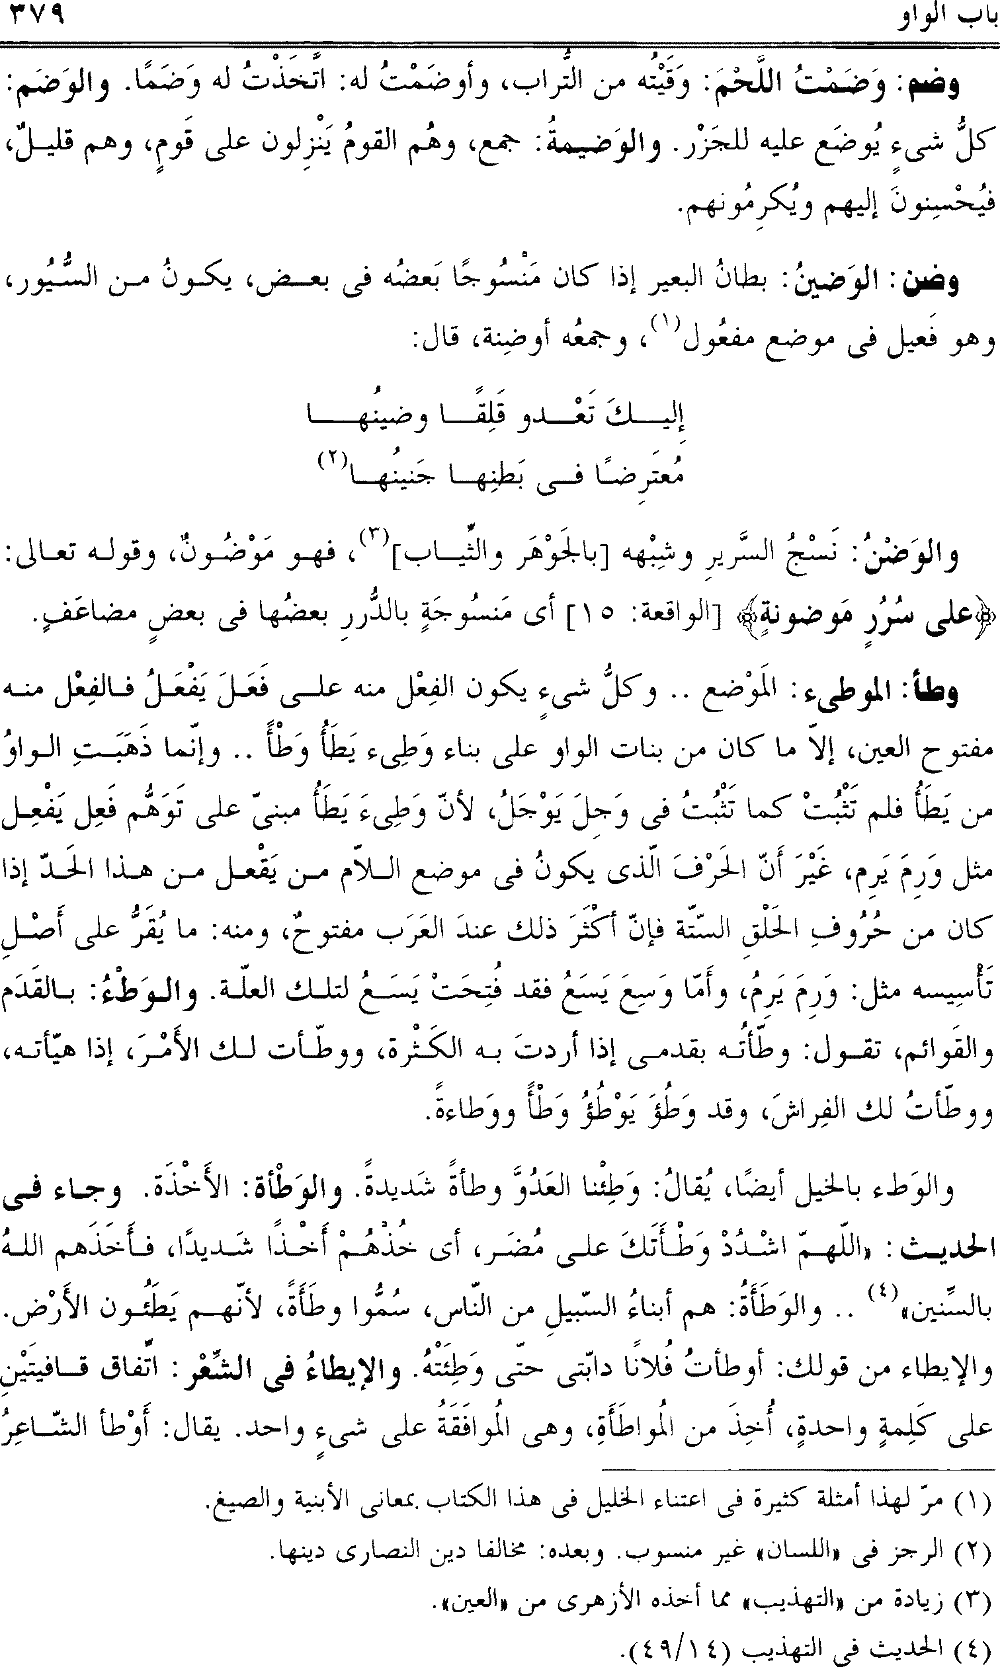 باب الواو ٣٧٩
وضم: وَضَمْتُ اللَّحْمَ: وَقَيْتُه من التُّراب، وأوضَمْتُ له: اتَّخَذْتُ له وَضَمًا. والوَضَم:
كلُّ شىءٍ يُوضَع عليه للجَزْر. والوَضيمةُ: جمع، وهُم القومُ يَنْزِلون على قَومٍ، وهم قليلٌ،
فيُحْسِنونَ إليهم ويُكرِمُونهم.
وضن: الوَضينُ: بطانُ البعير إذا كان مَنْسُوجًا بَعضُه فى بعض، يكونُ من السُّيُور،
وهو فَعيل فى موضع مفعُول(١)، وجمعُه أوضِنة، قال:
إليكَ تَعْدو قَلِقًا وضينُها
مُعتَرِضًا فى بَطنِها جَنينُها(٢)
والوَضْنُ: نَسْجُ السَّريرِ وشِبْهه [بالجَوْهَر والثِّياب](٣)، فهو مَوْضُونٌ، وقوله تعالى:
﴿على سُرُرٍ مَوضونةٍ﴾ [الواقعة: ١٥] أى مَنسُوجَةٍ بالدُّررِ بعضُها فى بعضٍ مضاعَفٍ.
وطأ: الموطىء: المَوْضع .. وكلُّ شىءٍ يكون الفِعْل منه على فَعَلَ يَفْعَلُ فالفِعْل منه
مفتوح العين، إلاّ ما كان من بنات الواو على بناء وَطِىء يَطَأُ وَطْأً .. وإنّما ذَهَبَتِ الواوُ
من يَطَأُ فلم تَثْبُتْ كما تَثْبُتُ فى وَجِلَ يَوْجَلُ، لأنّ وَطِىءَ يَطَأُ مبنىّ على تَوَهُّم فَعِل يَفْعِل
مثل وَرِمَ يَرِم، غَيْرَ أنّ الحَرْفَ الّذى يكونُ فى موضع اللاّم من يَفْعل من هذا الحَدّ إذا
كان من حُرُوفِ الحَلْقِ السّتّة فإنّ أكثَرَ ذلك عندَ العَرَب مفتوحٌ، ومنه: ما يُقَرُّ على أَصْلِ
تَأْسِيسه مثل: وَرِمَ يَرِمُ، وأمّا وَسِعَ يَسَعُ فقد فُتِحَتْ يَسَعُ لتلك العلّة. والوَطْءُ: بالقَدَم
والقَوائم، تقول: وطّأتُه بقدمى إذا أردتَ به الكَثْرة، ووطّأت لك الأَمْرَ، إذا هيّأته،
ووطّأتُ لك الفِراشَ، وقد وَطُؤَ يَوْطُؤُ وَطْأً ووَطاءةً.
والوَطء بالخيل أيضًا، يُقالُ: وَطِئنا العَدُوَّ وطأةً شَديدةً. والوَطْأة: الأَخْذَة. وجاء فى
الحديث: «اللّهمّ اشْدُدْ وَطْأَتَكَ على مُضَر، أى خُذْهُمْ أَخْذًا شَديدًا، فأَخَذَهم اللهُ
بالسِّنين»(٤) .. والوَطَأَةُ: هم أبناءُ السّبيلِ من النّاس، سُمُّوا وطَأَةً، لأنّهم يَطَئُون الأَرْض.
والإيطاء من قولك: أوطأتُ فُلانًا دابّتى حتّى وَطِئَتْهُ. والإيطاءُ فى الشِّعْر: اتّفاق قافيتَيْنِ
على كَلِمةٍ واحدةٍ، أُخِذَ من المُواطَأَةِ، وهى المُوافَقَةُ على شىءٍ واحد. يقال: أَوْطأ الشّاعِرُ
(١) مرّ لهذا أمثلة كثيرة فى اعتناء الخليل فى هذا الكتاب بمعانى الأبنية والصيغ.
(٢) الرجز فى «اللسان» غير منسوب. وبعده: مخالفا دين النصارى دينها.
(٣) زيادة من «التهذيب» مما أخذه الأزهرى من «العين».
(٤) الحديث فى التهذيب (٤٩/١٤).